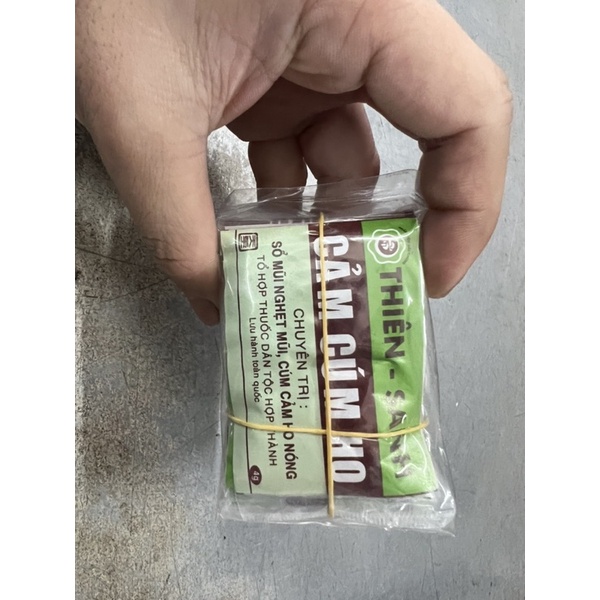 THIÊN - SANH
CẢM CÚM HO
CHUYÊN TRỊ :
SỔ MŨI NGHẸT MŨI, CÚM CẢM HO NÓNG
TỔ HỢP THUỐC DÂN TỘC HỢP THÀNH
Lưu hành toàn quốc
4g